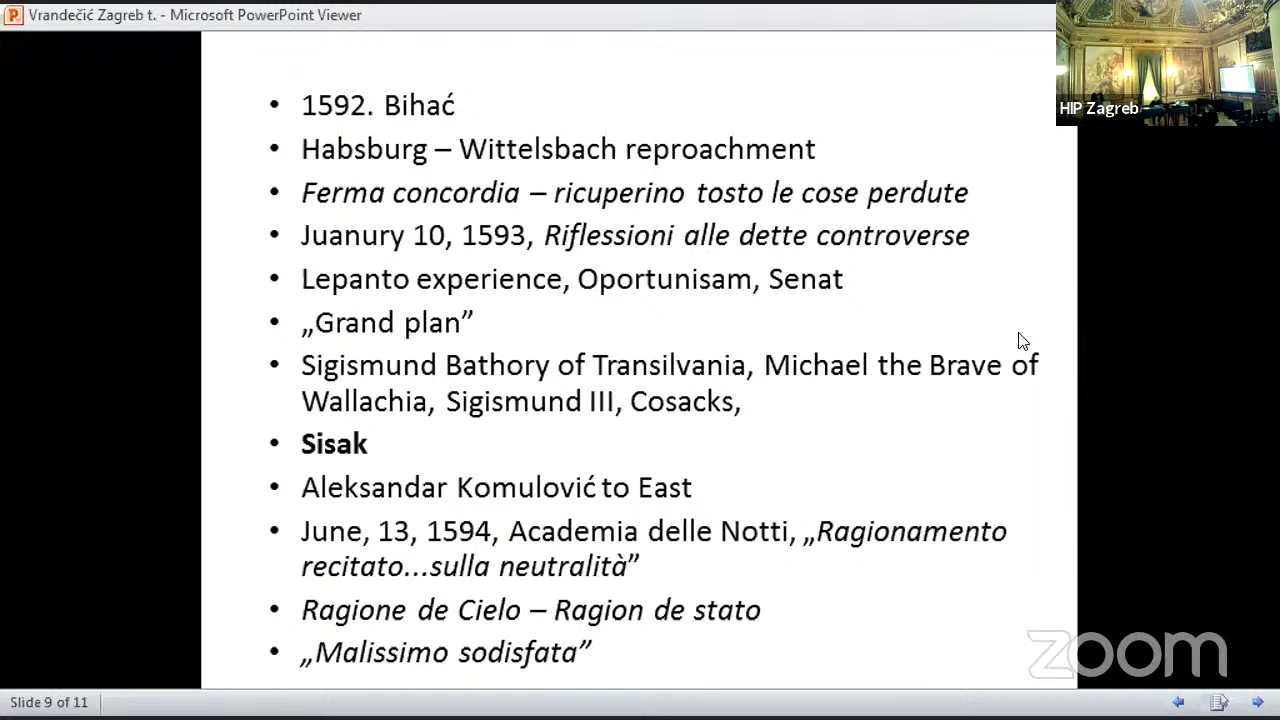 Vrandečić Zagreb t. - Microsoft PowerPoint Viewer
HIP Zagreb
• 1592. Bihać
• Habsburg – Wittelsbach reproachment
• Ferma concordia – ricuperino tosto le cose perdute
• Juanury 10, 1593, Riflessioni alle dette controverse
• Lepanto experience, Oportunisam, Senat
• „Grand plan”
• Sigismund Bathory of Transilvania, Michael the Brave of
Wallachia, Sigismund III, Cosacks,
• Sisak
• Aleksandar Komulović to East
• June, 13, 1594, Academia delle Notti, „Ragionamento
recitato...sulla neutralità”
• Ragione de Cielo – Ragion de stato
• „Malissimo sodisfata”
zoom
Slide 9 of 11